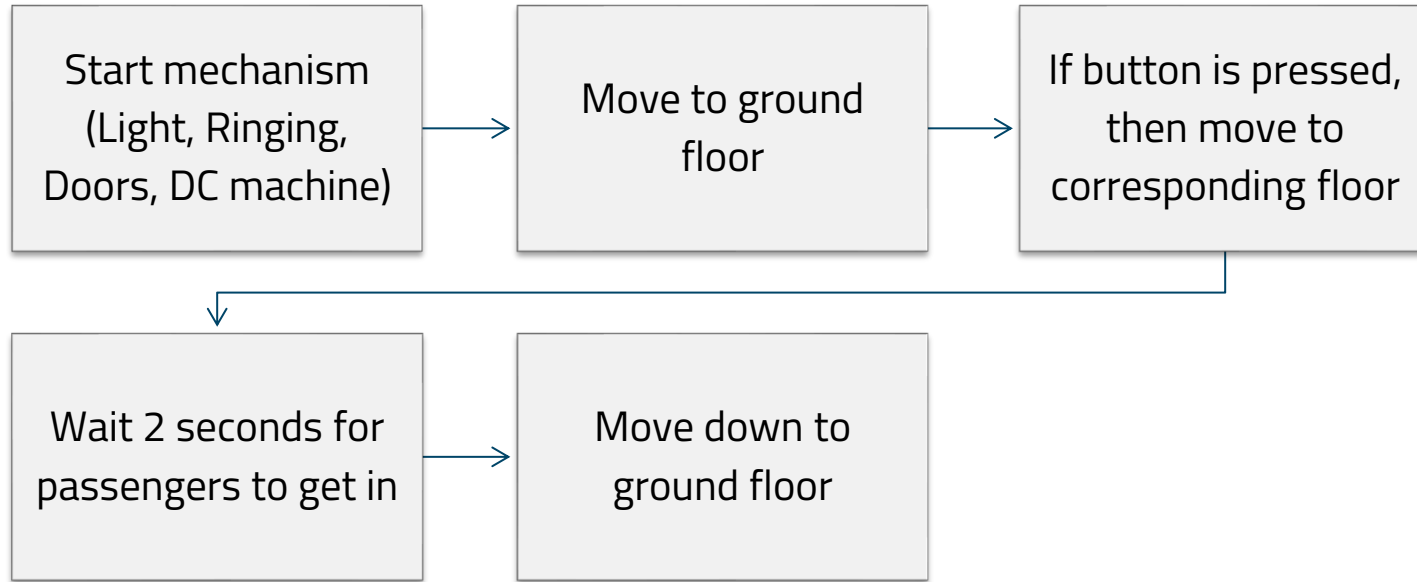 Start mechanism
(Light, Ringing,
Doors, DC machine)
Move to ground
floor
If button is pressed,
then move to
corresponding floor
Wait 2 seconds for
passengers to get in
Move down to
ground floor